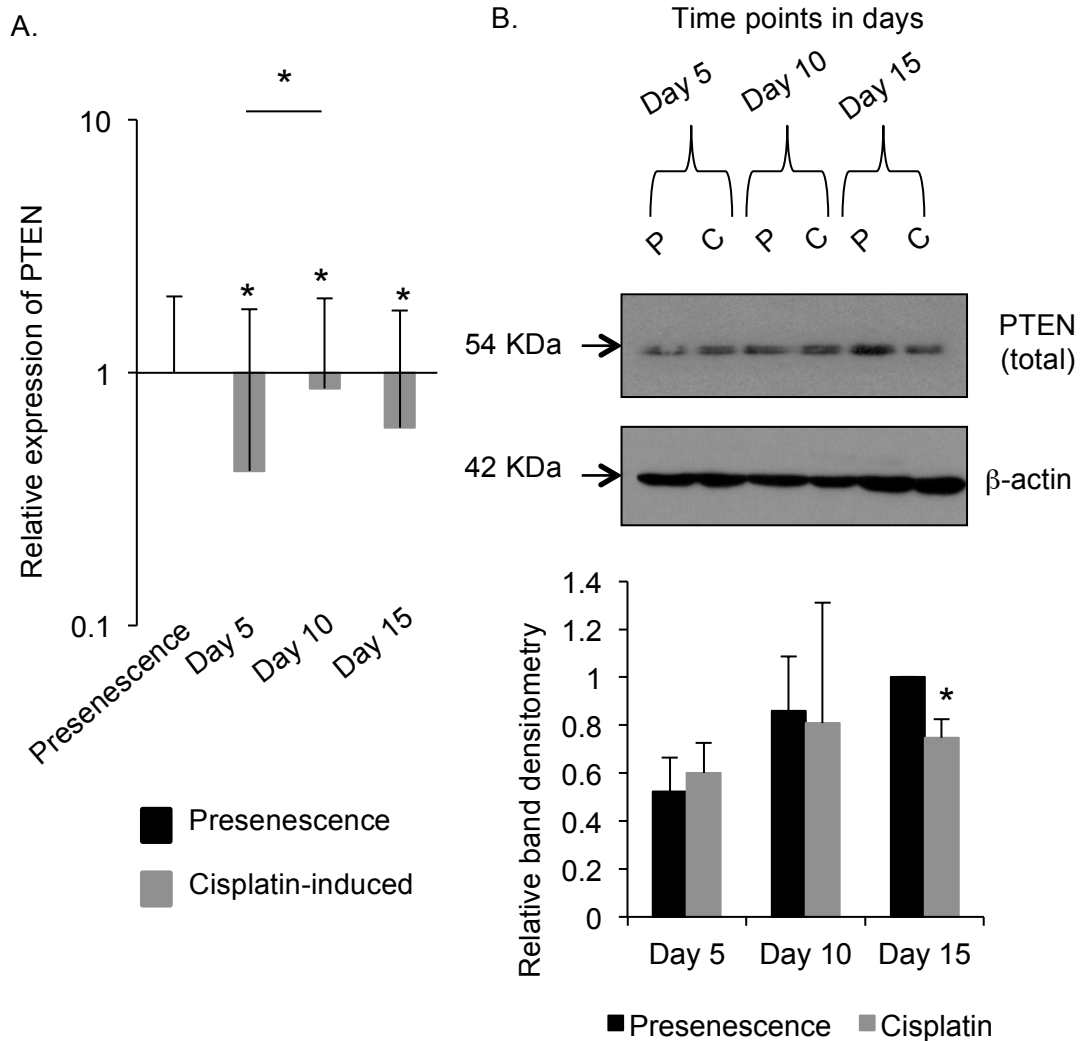 A.
*
10
Relative expression of PTEN
* * *
1
0.1
Presenescence
Day 5
Day 10
Day 15
Presenescence
Cisplatin-induced
B.
Time points in days
Day 5 Day 10 Day 15
P C P C P C
54 KDa
PTEN
(total)
42 KDa
β-actin
Relative band densitometry
1.4
1.2
1
0.8
0.6
0.4
0.2
0
*
Day 5 Day 10 Day 15
Presenescence Cisplatin